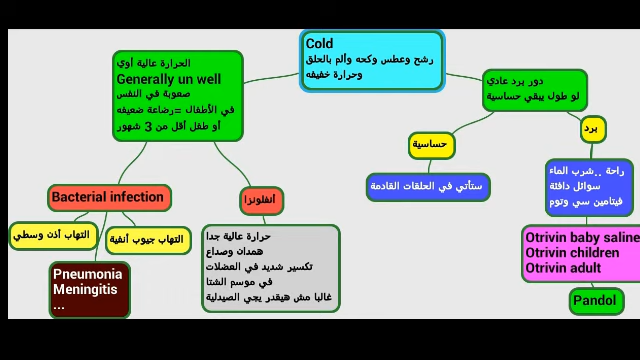 Cold
رشح وعطس وكحه وألم بالحلق
وحرارة خفيفه
الحرارة عالية أوي
Generally un well
صعوبة في النفس
في الأطفال =رضاعة ضعيفه
أو طفل أقل من 3 شهور
دور برد عادي
لو طول يبقي حساسية
حساسية
برد
ستأتي في الحلقات القادمة
راحة ..شرب الماء
سوائل دافئة
فيتامين سي وتوم
Otrivin baby saline
Otrivin children
Otrivin adult
Pandol
Bacterial infection
أنفلونزا
التهاب أذن وسطي
التهاب جيوب أنفية
Pneumonia
Meningitis
...
حرارة عالية جدا
همدان وصداع
تكسير شديد في العضلات
في موسم الشتا
غالبا مش هيقدر يجي الصيدلية